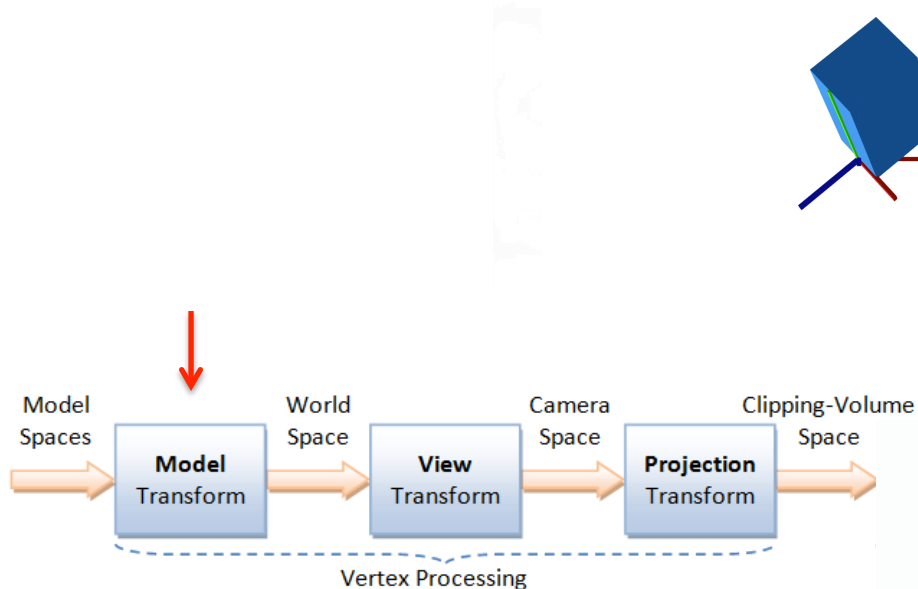 Model
Spaces
Model
Transform
World
Space
View
Transform
Camera
Space
Projection
Transform
Clipping-Volume
Space
Vertex Processing